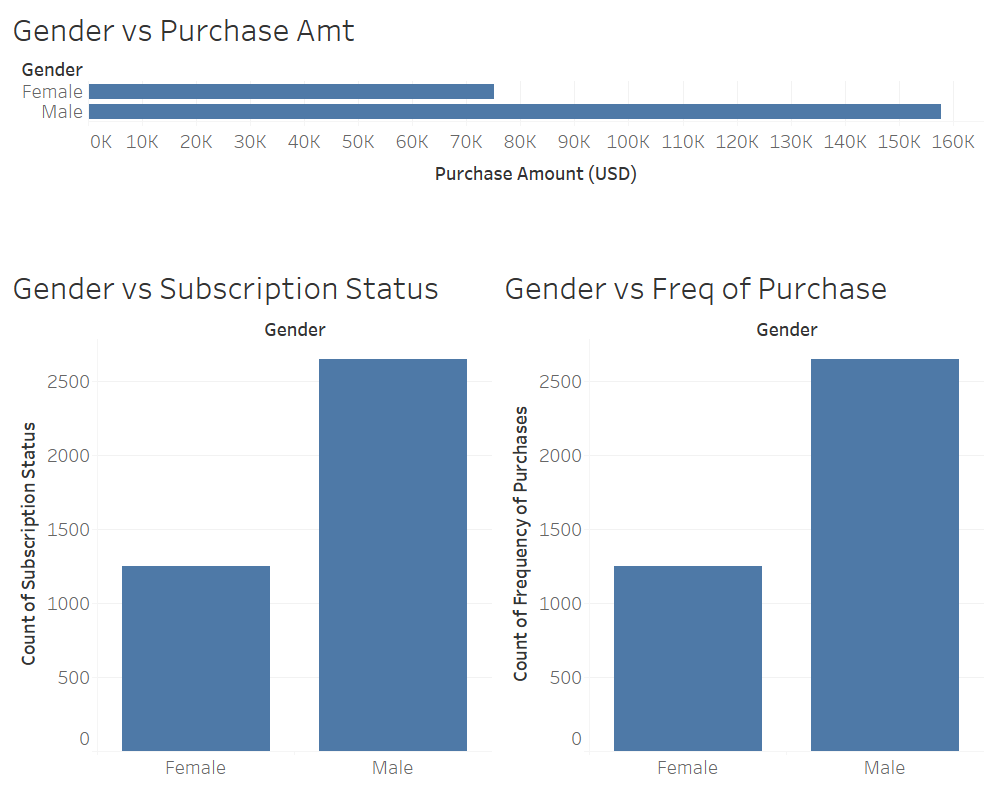 Gender vs Purchase Amt
Gender
Female
Male
0K 10K 20K 30K 40K 50K 60K 70K 80K 90K 100K 110K 120K 130K 140K 150K 160K
Purchase Amount (USD)
Gender vs Subscription Status
Gender
Count of Subscription Status
2500
2000
1500
1000
500
0
Female Male
Gender vs Freq of Purchase
Gender
Count of Frequency of Purchases
2500
2000
1500
1000
500
0
Female Male